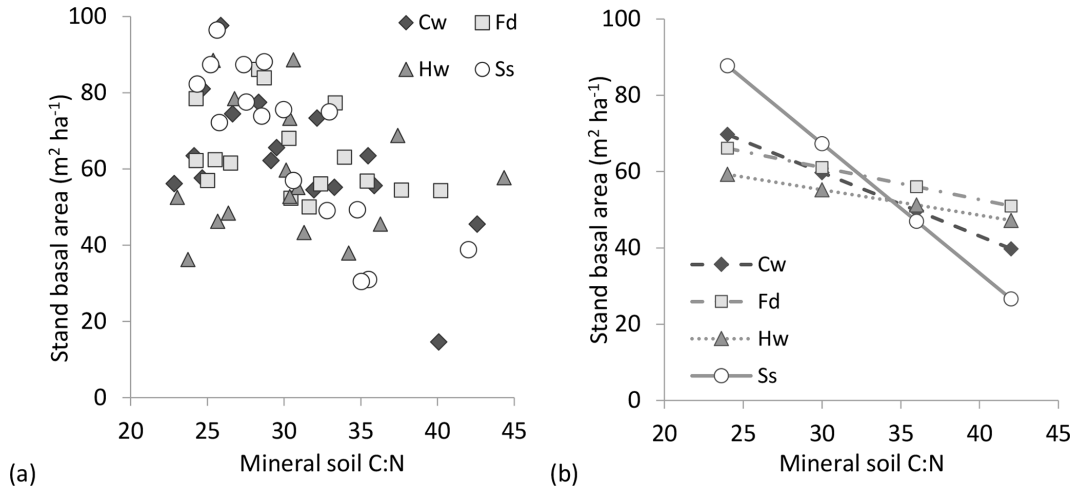 Stand basal area (m² ha⁻¹)
100
80
60
40
20
0
Cw Fd
Hw Ss
20 25 30 35 40 45
Mineral soil C:N
(a)
Stand basal area (m² ha⁻¹)
100
80
60
40
20
0
Cw
Fd
Hw
Ss
20 25 30 35 40 45
Mineral soil C:N
(b)